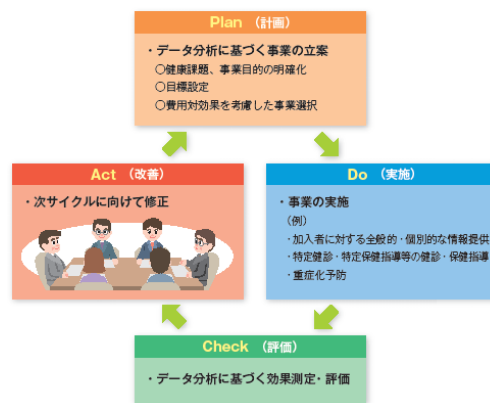 Plan（計画）
・データ分析に基づく事業の立案
○健康課題、事業目的の明確化
○目標設定
○費用対効果を考慮した事業選択
Act（改善）
・次サイクルに向けて修正
Do（実施）
・事業の実施
（例）
・加入者に対する全般的・個別的な情報提供
・特定健診・特定保健指導等の健診・保健指導
・重症化予防
Check（評価）
・データ分析に基づく効果測定・評価